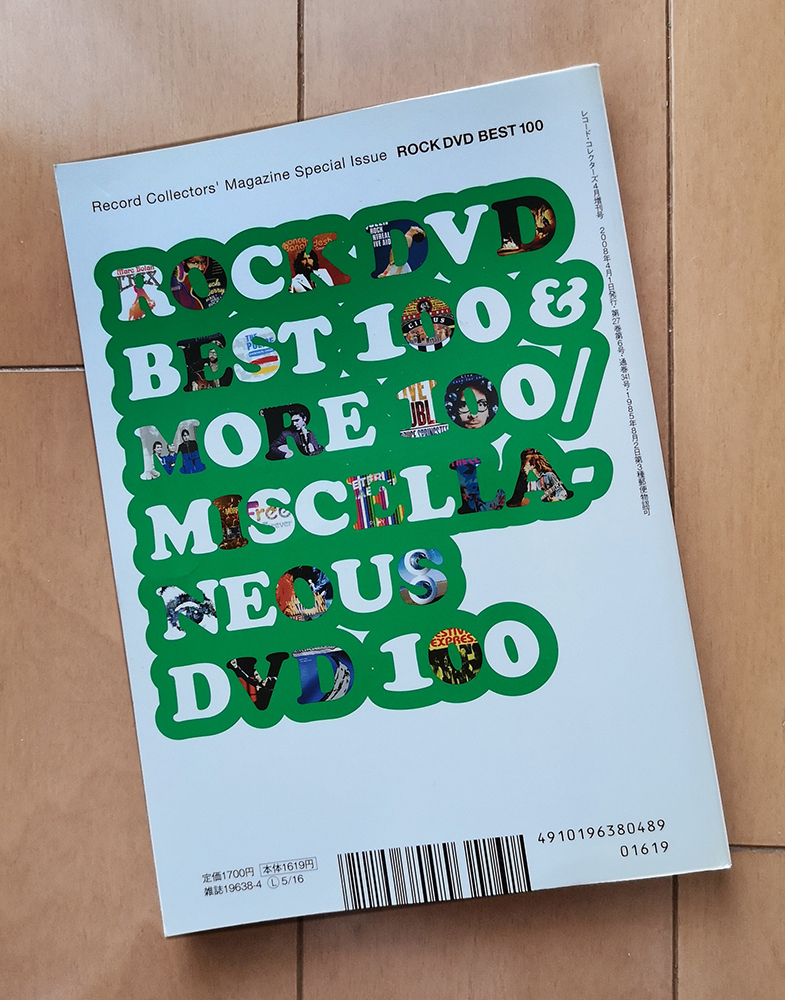 Record Collectors' Magazine Special Issue ROCK DVD BEST 100
ROCK DVD
BEST 100 &
MORE 100/
MISCELLA-
NEOUS
DVD 100
レコード・コレクターズ4月増刊号 2008年4月1日発行・第27巻第6号・通巻341号・1985年8月2日第3種郵便物認可
4910196380489
01619
定価1700円 本体1619円
雑誌19638-4 Ⓛ 5/16